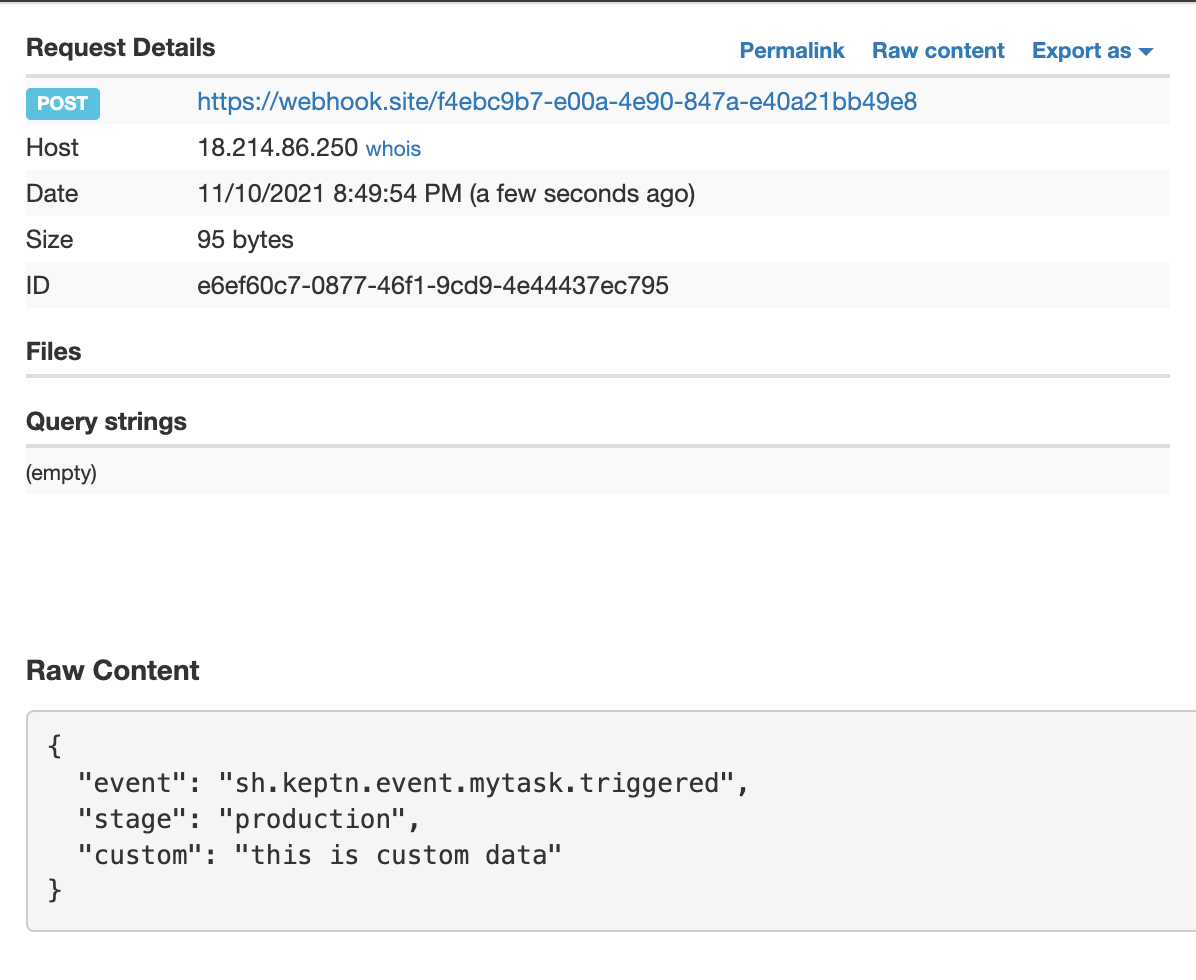 Request Details
Permalink Raw content Export as
POST https://webhook.site/f4ebc9b7-e00a-4e90-847a-e40a21bb49e8
Host 18.214.86.250 whois
Date 11/10/2021 8:49:54 PM (a few seconds ago)
Size 95 bytes
ID e6ef60c7-0877-46f1-9cd9-4e44437ec795
Files
Query strings
(empty)
Raw Content
{
  "event": "sh.keptn.event.mytask.triggered",
  "stage": "production",
  "custom": "this is custom data"
}